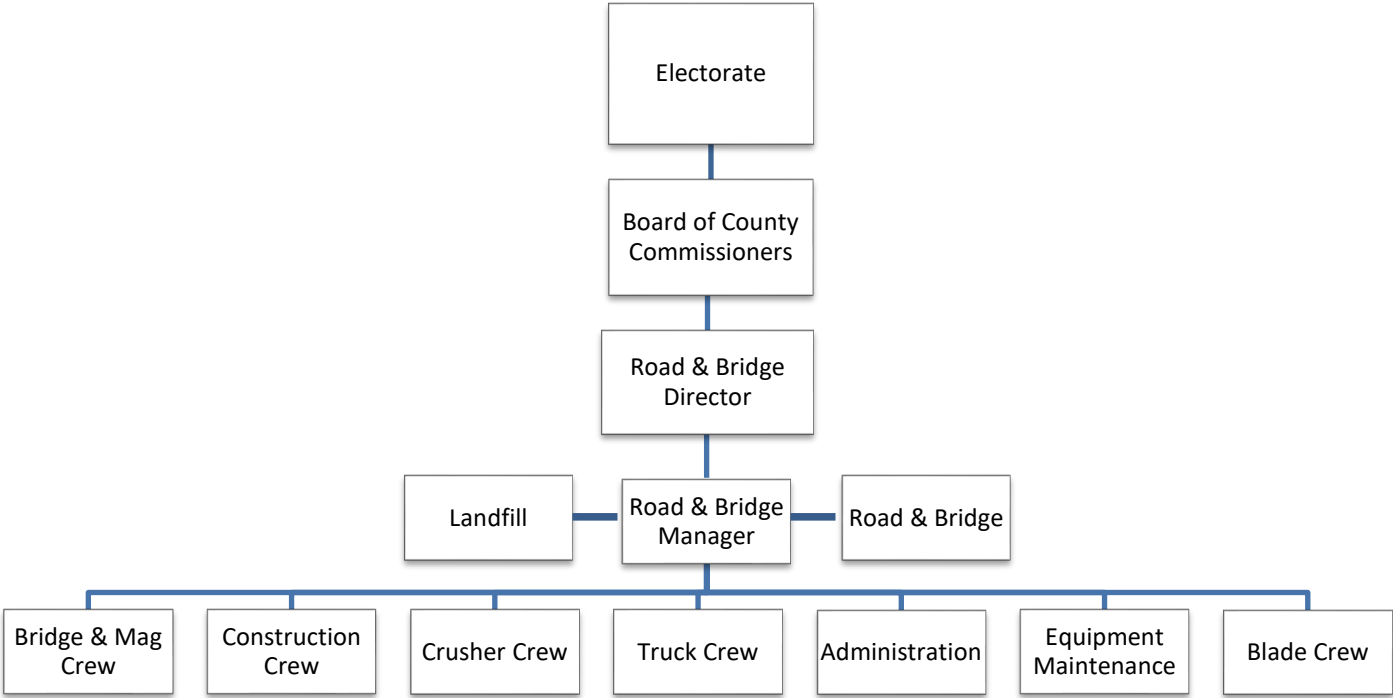 Electorate
Board of County
Commissioners
Road & Bridge
Director
Landfill
Road & Bridge
Manager
Road & Bridge
Bridge & Mag
Crew
Construction
Crew
Crusher Crew
Truck Crew
Administration
Equipment
Maintenance
Blade Crew